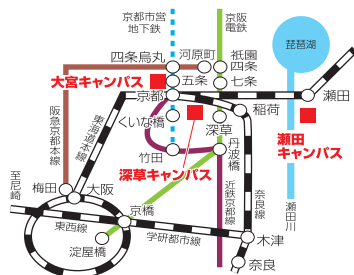 京都市営
地下鉄
京阪
電鉄
琵琶湖
四条烏丸
河原町
祇園
四条
大宮キャンパス
五条
七条
京都
稲荷
瀬田
くいな橋
深草
瀬田
キャンパス
阪急京都本線
東海道本線
竹田
丹波橋
深草キャンパス
近鉄京都線
奈良線
瀬田川
至尼崎
梅田
大阪
京橋
東西線
学研都市線
木津
淀屋橋
奈良